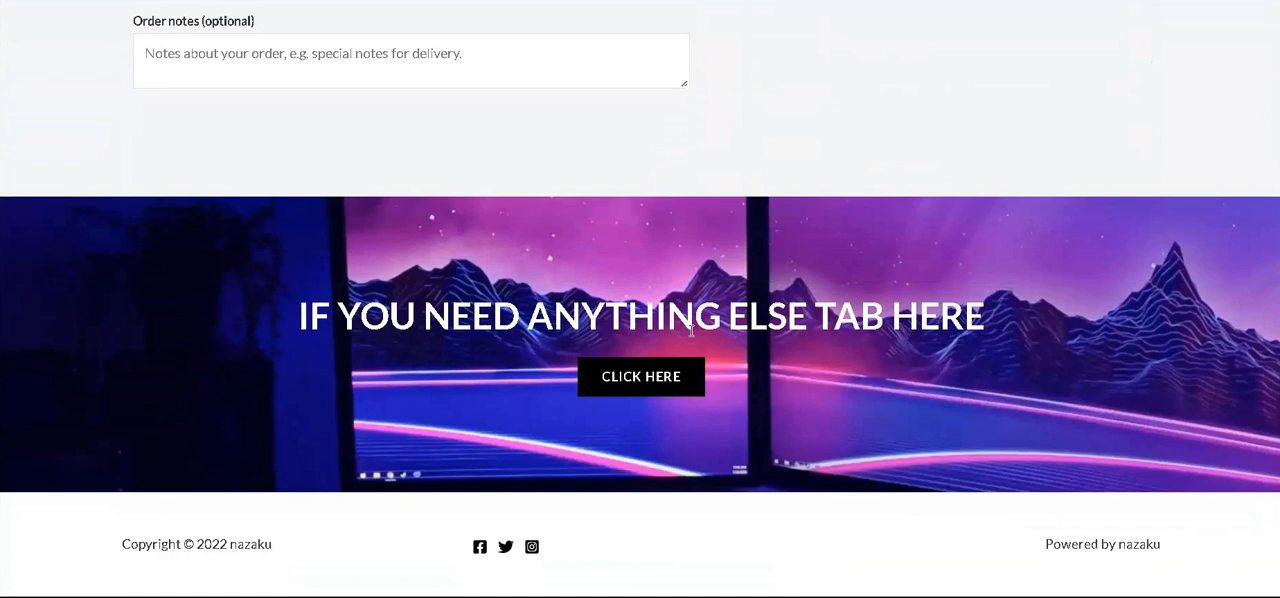 Order notes (optional)
Notes about your order, e.g. special notes for delivery.
IF YOU NEED ANYTHING ELSE TAB HERE
CLICK HERE
Copyright © 2022 nazaku
Powered by nazaku